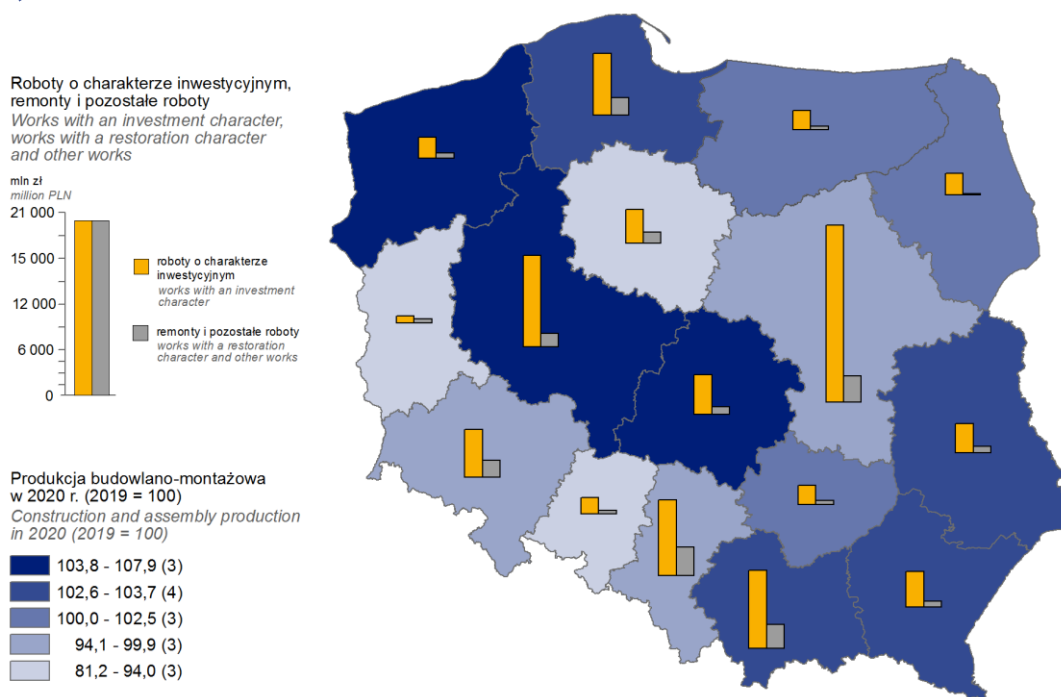 Roboty o charakterze inwestycyjnym,
remonty i pozostałe roboty
Works with an investment character,
works with a restoration character
and other works
mln zł
million PLN
21 000
15 000
12 000
6 000
0
roboty o charakterze
inwestycyjnym
works with an investment
character
remonty i pozostałe roboty
works with a restoration
character and other works
Produkcja budowlano-montażowa
w 2020 r. (2019 = 100)
Construction and assembly production
in 2020 (2019 = 100)
103,8 - 107,9 (3)
102,6 - 103,7 (4)
100,0 - 102,5 (3)
94,1 - 99,9 (3)
81,2 - 94,0 (3)